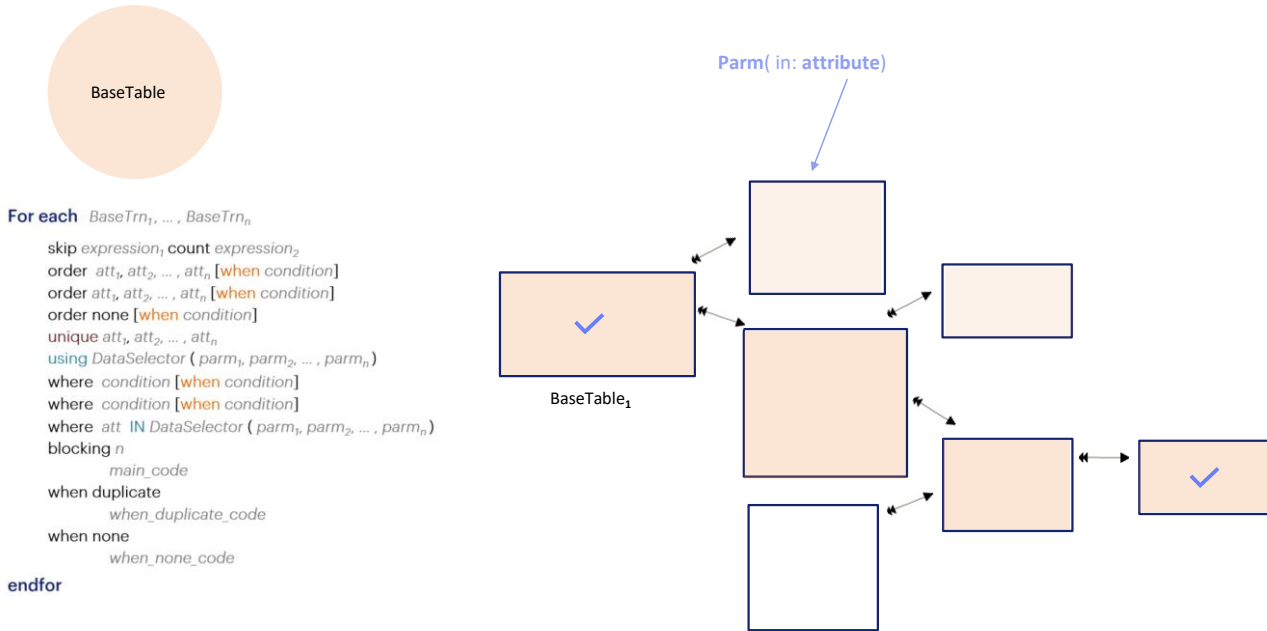 BaseTable
Parm( in: attribute)
For each BaseTrn₁, ... , BaseTrnₙ
skip expression₁ count expression₂
order att₁, att₂, ... , attₙ [when condition]
order att₁, att₂, ... , attₙ [when condition]
order none [when condition]
unique att₁, att₂, ... , attₙ
using DataSelector ( parm₁, parm₂, ... , parmₙ )
where condition [when condition]
where condition [when condition]
where att IN DataSelector ( parm₁, parm₂, ... , parmₙ )
blocking n
main_code
when duplicate
when_duplicate_code
when none
when_none_code
endfor
BaseTable₁